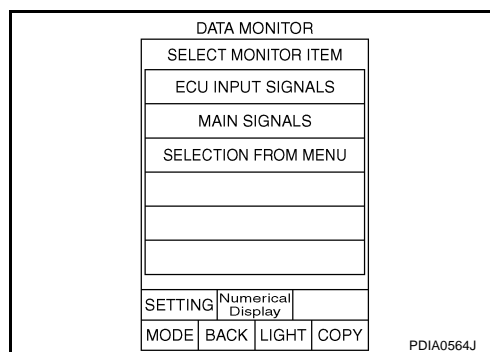 DATA MONITOR
SELECT MONITOR ITEM
ECU INPUT SIGNALS
MAIN SIGNALS
SELECTION FROM MENU
SETTING Numerical Display
MODE BACK LIGHT COPY
PDIA0564J